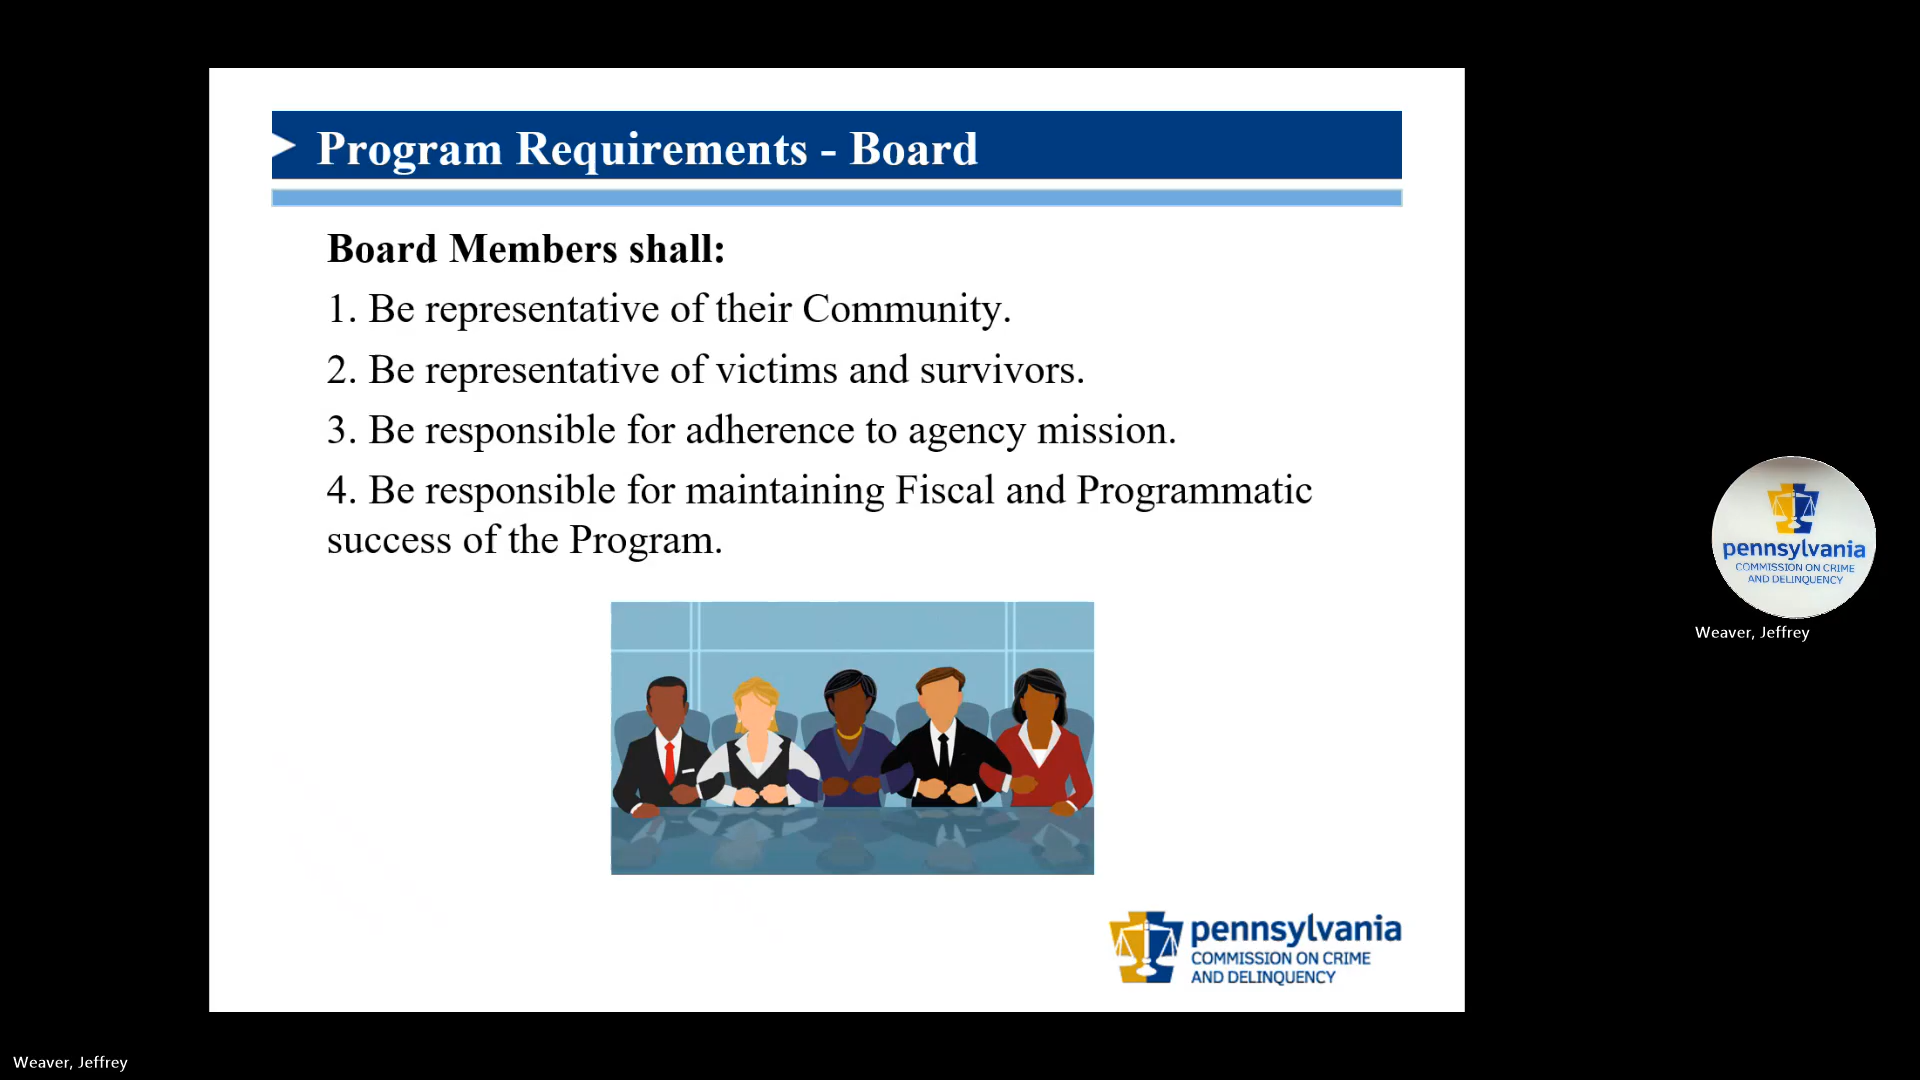 Program Requirements - Board
Board Members shall:
1. Be representative of their Community.
2. Be representative of victims and survivors.
3. Be responsible for adherence to agency mission.
4. Be responsible for maintaining Fiscal and Programmatic
success of the Program.
pennsylvania
COMMISSION ON CRIME
AND DELINQUENCY
pennsylvania
COMMISSION ON CRIME
AND DELINQUENCY
Weaver, Jeffrey
Weaver, Jeffrey